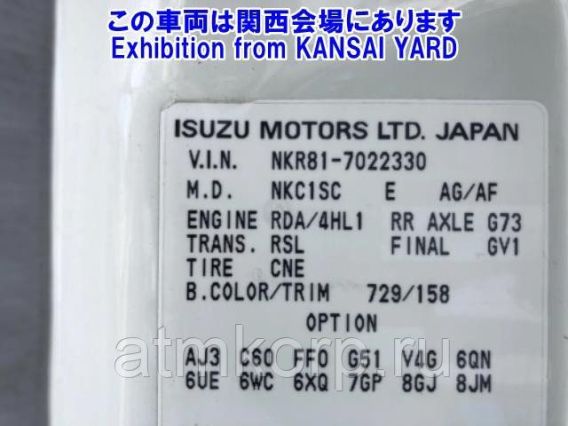 この車両は関西会場にあります
Exhibition from KANSAI YARD
ISUZU MOTORS LTD. JAPAN
V.I.N. NKR81-7022330
M.D. NKC1SC E AG/AF
ENGINE RDA/4HL1 RR AXLE G73
TRANS. RSL FINAL GV1
TIRE CNE
B.COLOR/TRIM 729/158
OPTION
AJ3 C60 FFO G51 V4G 6QN
6UE 6WC 6XQ 7GP 8GJ 8JM
atmkorp.ru